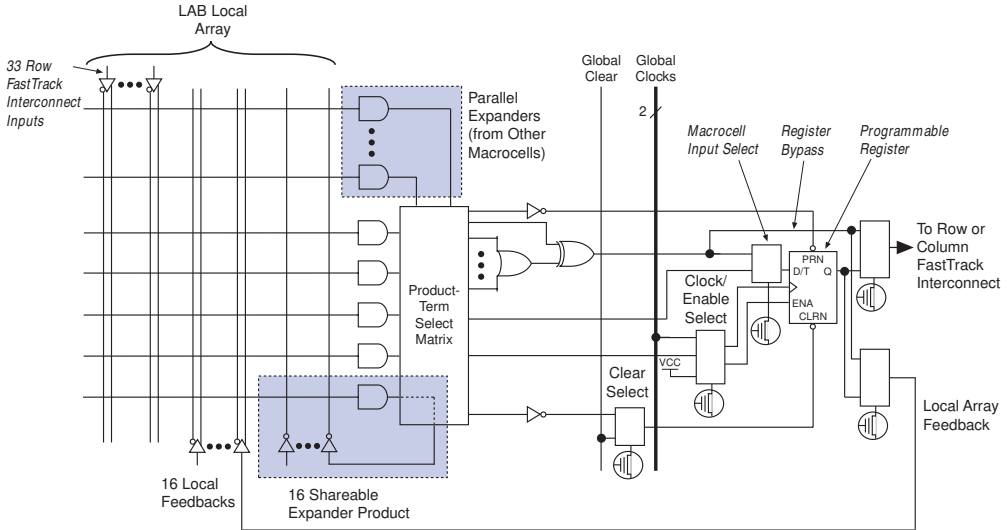 LAB Local
Array
33 Row
FastTrack
Interconnect
Inputs
Parallel
Expanders
(from Other
Macrocells)
Global
Clear
Global
Clocks
2
Macrocell
Input Select
Register
Bypass
Programmable
Register
To Row or
Column
FastTrack
Interconnect
PRN
D/T Q
ENA
CLRN
Product-
Term
Select
Matrix
Clock/
Enable
Select
VCC
Clear
Select
Local Array
Feedback
16 Local
Feedbacks
16 Shareable
Expander Product